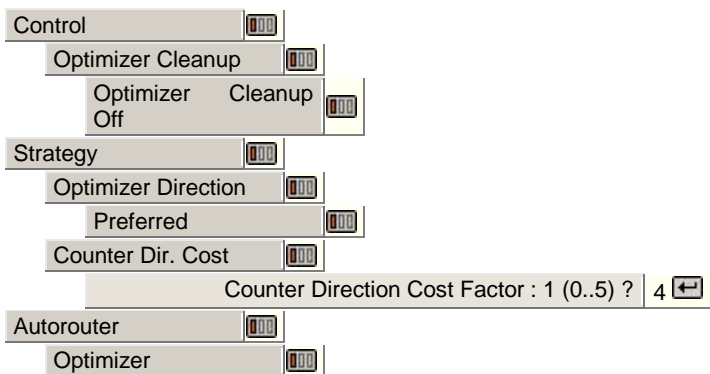 Control
Optimizer Cleanup
Optimizer Cleanup
Off
Strategy
Optimizer Direction
Preferred
Counter Dir. Cost
Counter Direction Cost Factor : 1 (0..5) ? 4
Autorouter
Optimizer